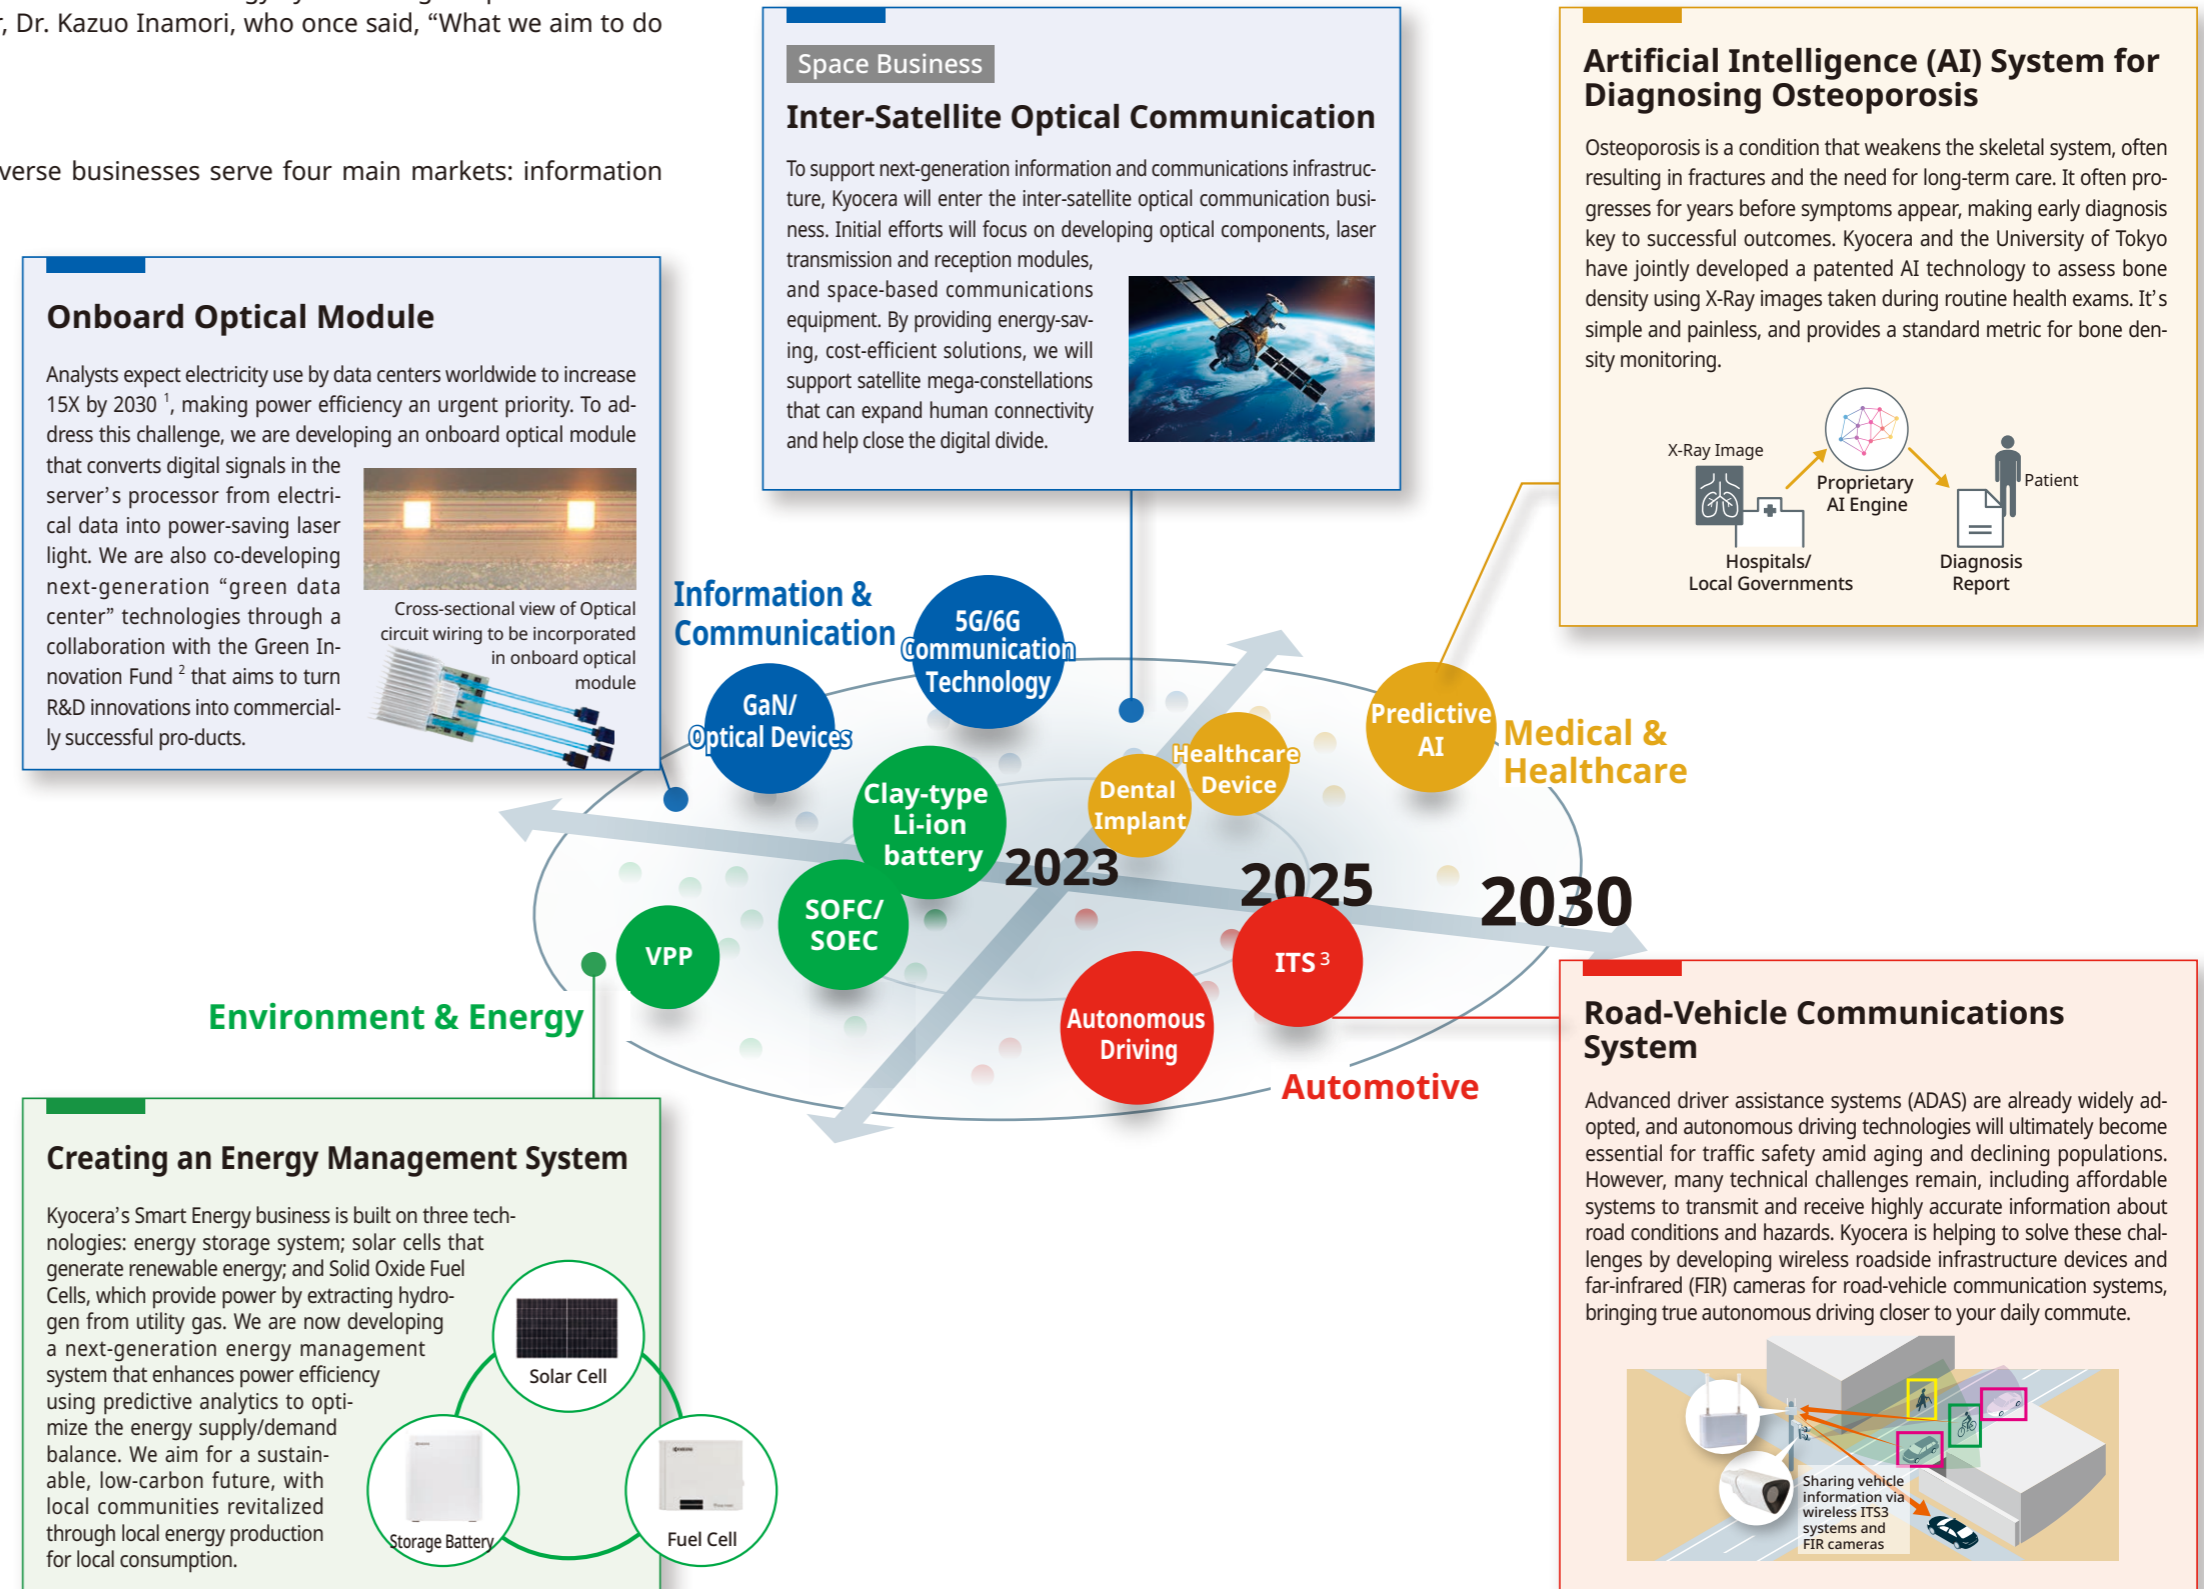 r, Dr. Kazuo Inamori, who once said, “What we aim to do
verse businesses serve four main markets: information
Onboard Optical Module
Analysts expect electricity use by data centers worldwide to increase
15X by 2030 ¹, making power efficiency an urgent priority. To ad-
dress this challenge, we are developing an onboard optical module
that converts digital signals in the
server’s processor from electri-
cal data into power-saving laser
light. We are also co-developing
next-generation “green data
center” technologies through a
collaboration with the Green In-
novation Fund ² that aims to turn
R&D innovations into commercial-
ly successful pro-ducts.
Cross-sectional view of Optical
circuit wiring to be incorporated
in onboard optical
module
Space Business
Inter-Satellite Optical Communication
To support next-generation information and communications infrastruc-
ture, Kyocera will enter the inter-satellite optical communication busi-
ness. Initial efforts will focus on developing optical components, laser
transmission and reception modules,
and space-based communications
equipment. By providing energy-sav-
ing, cost-efficient solutions, we will
support satellite mega-constellations
that can expand human connectivity
and help close the digital divide.
Artificial Intelligence (AI) System for
Diagnosing Osteoporosis
Osteoporosis is a condition that weakens the skeletal system, often
resulting in fractures and the need for long-term care. It often pro-
gresses for years before symptoms appear, making early diagnosis
key to successful outcomes. Kyocera and the University of Tokyo
have jointly developed a patented AI technology to assess bone
density using X-Ray images taken during routine health exams. It’s
simple and painless, and provides a standard metric for bone den-
sity monitoring.
X-Ray Image
Proprietary
AI Engine
Patient
Hospitals/
Local Governments
Diagnosis
Report
Information &
Communication
5G/6G
Communication
Technology
GaN/
Optical Devices
Clay-type
Li-ion
battery
SOFC/
SOEC
VPP
Environment & Energy
Dental
Implant
Healthcare
Device
Predictive
AI
Medical &
Healthcare
2023
2025
2030
ITS ³
Autonomous
Driving
Automotive
Creating an Energy Management System
Kyocera’s Smart Energy business is built on three tech-
nologies: energy storage system; solar cells that
generate renewable energy; and Solid Oxide Fuel
Cells, which provide power by extracting hydro-
gen from utility gas. We are now developing
a next-generation energy management
system that enhances power efficiency
using predictive analytics to opti-
mize the energy supply/demand
balance. We aim for a sustain-
able, low-carbon future, with
local communities revitalized
through local energy production
for local consumption.
Solar Cell
Storage Battery
Fuel Cell
Road-Vehicle Communications
System
Advanced driver assistance systems (ADAS) are already widely ad-
opted, and autonomous driving technologies will ultimately become
essential for traffic safety amid aging and declining populations.
However, many technical challenges remain, including affordable
systems to transmit and receive highly accurate information about
road conditions and hazards. Kyocera is helping to solve these chal-
lenges by developing wireless roadside infrastructure devices and
far-infrared (FIR) cameras for road-vehicle communication systems,
bringing true autonomous driving closer to your daily commute.
Sharing vehicle
information via
wireless ITS3
systems and
FIR cameras